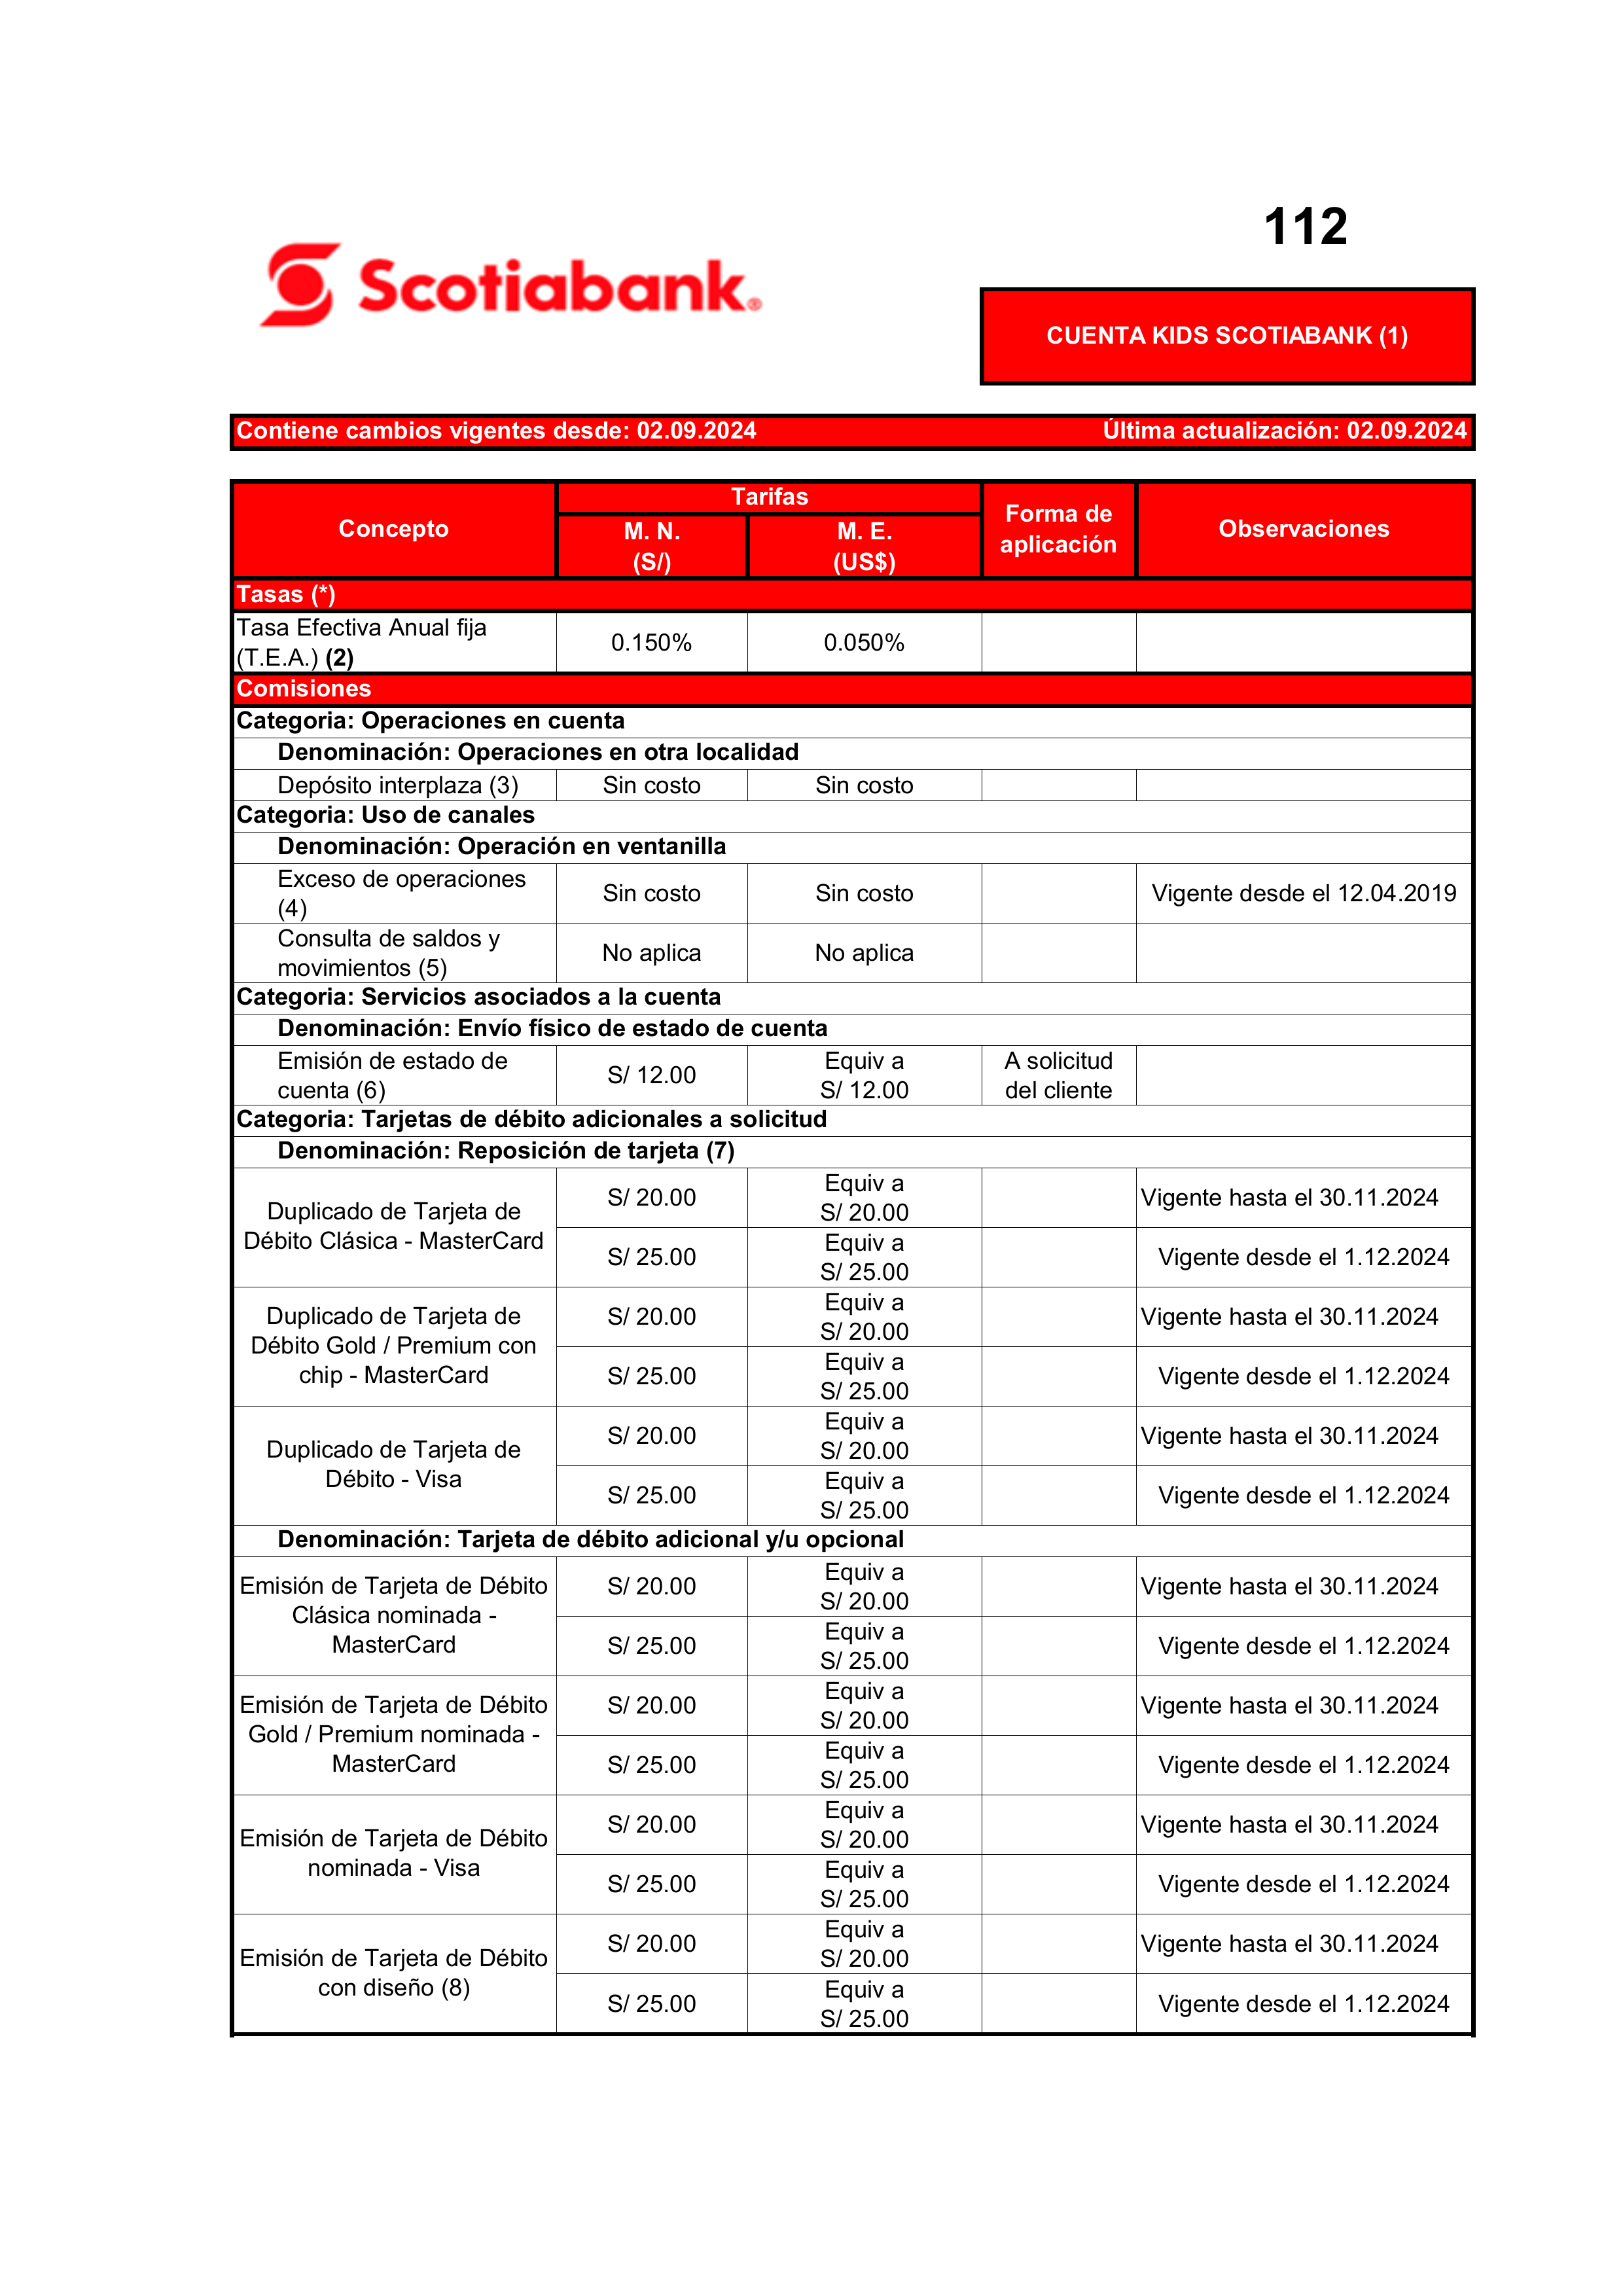 112
Scotiabank®
CUENTA KIDS SCOTIABANK (1)
Contiene cambios vigentes desde: 02.09.2024 Última actualización: 02.09.2024
Concepto
Tarifas
M. N.
(S/)
M. E.
(US$)
Forma de
aplicación
Observaciones
Tasas (*)
Tasa Efectiva Anual fija
(T.E.A.) (2)
0.150%
0.050%
Comisiones
Categoria: Operaciones en cuenta
Denominación: Operaciones en otra localidad
Depósito interplaza (3) Sin costo Sin costo
Categoria: Uso de canales
Denominación: Operación en ventanilla
Exceso de operaciones
(4)
Sin costo
Sin costo
Vigente desde el 12.04.2019
Consulta de saldos y
movimientos (5)
No aplica
No aplica
Categoria: Servicios asociados a la cuenta
Denominación: Envío físico de estado de cuenta
Emisión de estado de
cuenta (6)
S/ 12.00
Equiv a
S/ 12.00
A solicitud
del cliente
Categoria: Tarjetas de débito adicionales a solicitud
Denominación: Reposición de tarjeta (7)
Duplicado de Tarjeta de
Débito Clásica - MasterCard
S/ 20.00
Equiv a
S/ 20.00
Vigente hasta el 30.11.2024
S/ 25.00
Equiv a
S/ 25.00
Vigente desde el 1.12.2024
Duplicado de Tarjeta de
Débito Gold / Premium con
chip - MasterCard
S/ 20.00
Equiv a
S/ 20.00
Vigente hasta el 30.11.2024
S/ 25.00
Equiv a
S/ 25.00
Vigente desde el 1.12.2024
Duplicado de Tarjeta de
Débito - Visa
S/ 20.00
Equiv a
S/ 20.00
Vigente hasta el 30.11.2024
S/ 25.00
Equiv a
S/ 25.00
Vigente desde el 1.12.2024
Denominación: Tarjeta de débito adicional y/u opcional
Emisión de Tarjeta de Débito
Clásica nominada -
MasterCard
S/ 20.00
Equiv a
S/ 20.00
Vigente hasta el 30.11.2024
S/ 25.00
Equiv a
S/ 25.00
Vigente desde el 1.12.2024
Emisión de Tarjeta de Débito
Gold / Premium nominada -
MasterCard
S/ 20.00
Equiv a
S/ 20.00
Vigente hasta el 30.11.2024
S/ 25.00
Equiv a
S/ 25.00
Vigente desde el 1.12.2024
Emisión de Tarjeta de Débito
nominada - Visa
S/ 20.00
Equiv a
S/ 20.00
Vigente hasta el 30.11.2024
S/ 25.00
Equiv a
S/ 25.00
Vigente desde el 1.12.2024
Emisión de Tarjeta de Débito
con diseño (8)
S/ 20.00
Equiv a
S/ 20.00
Vigente hasta el 30.11.2024
S/ 25.00
Equiv a
S/ 25.00
Vigente desde el 1.12.2024